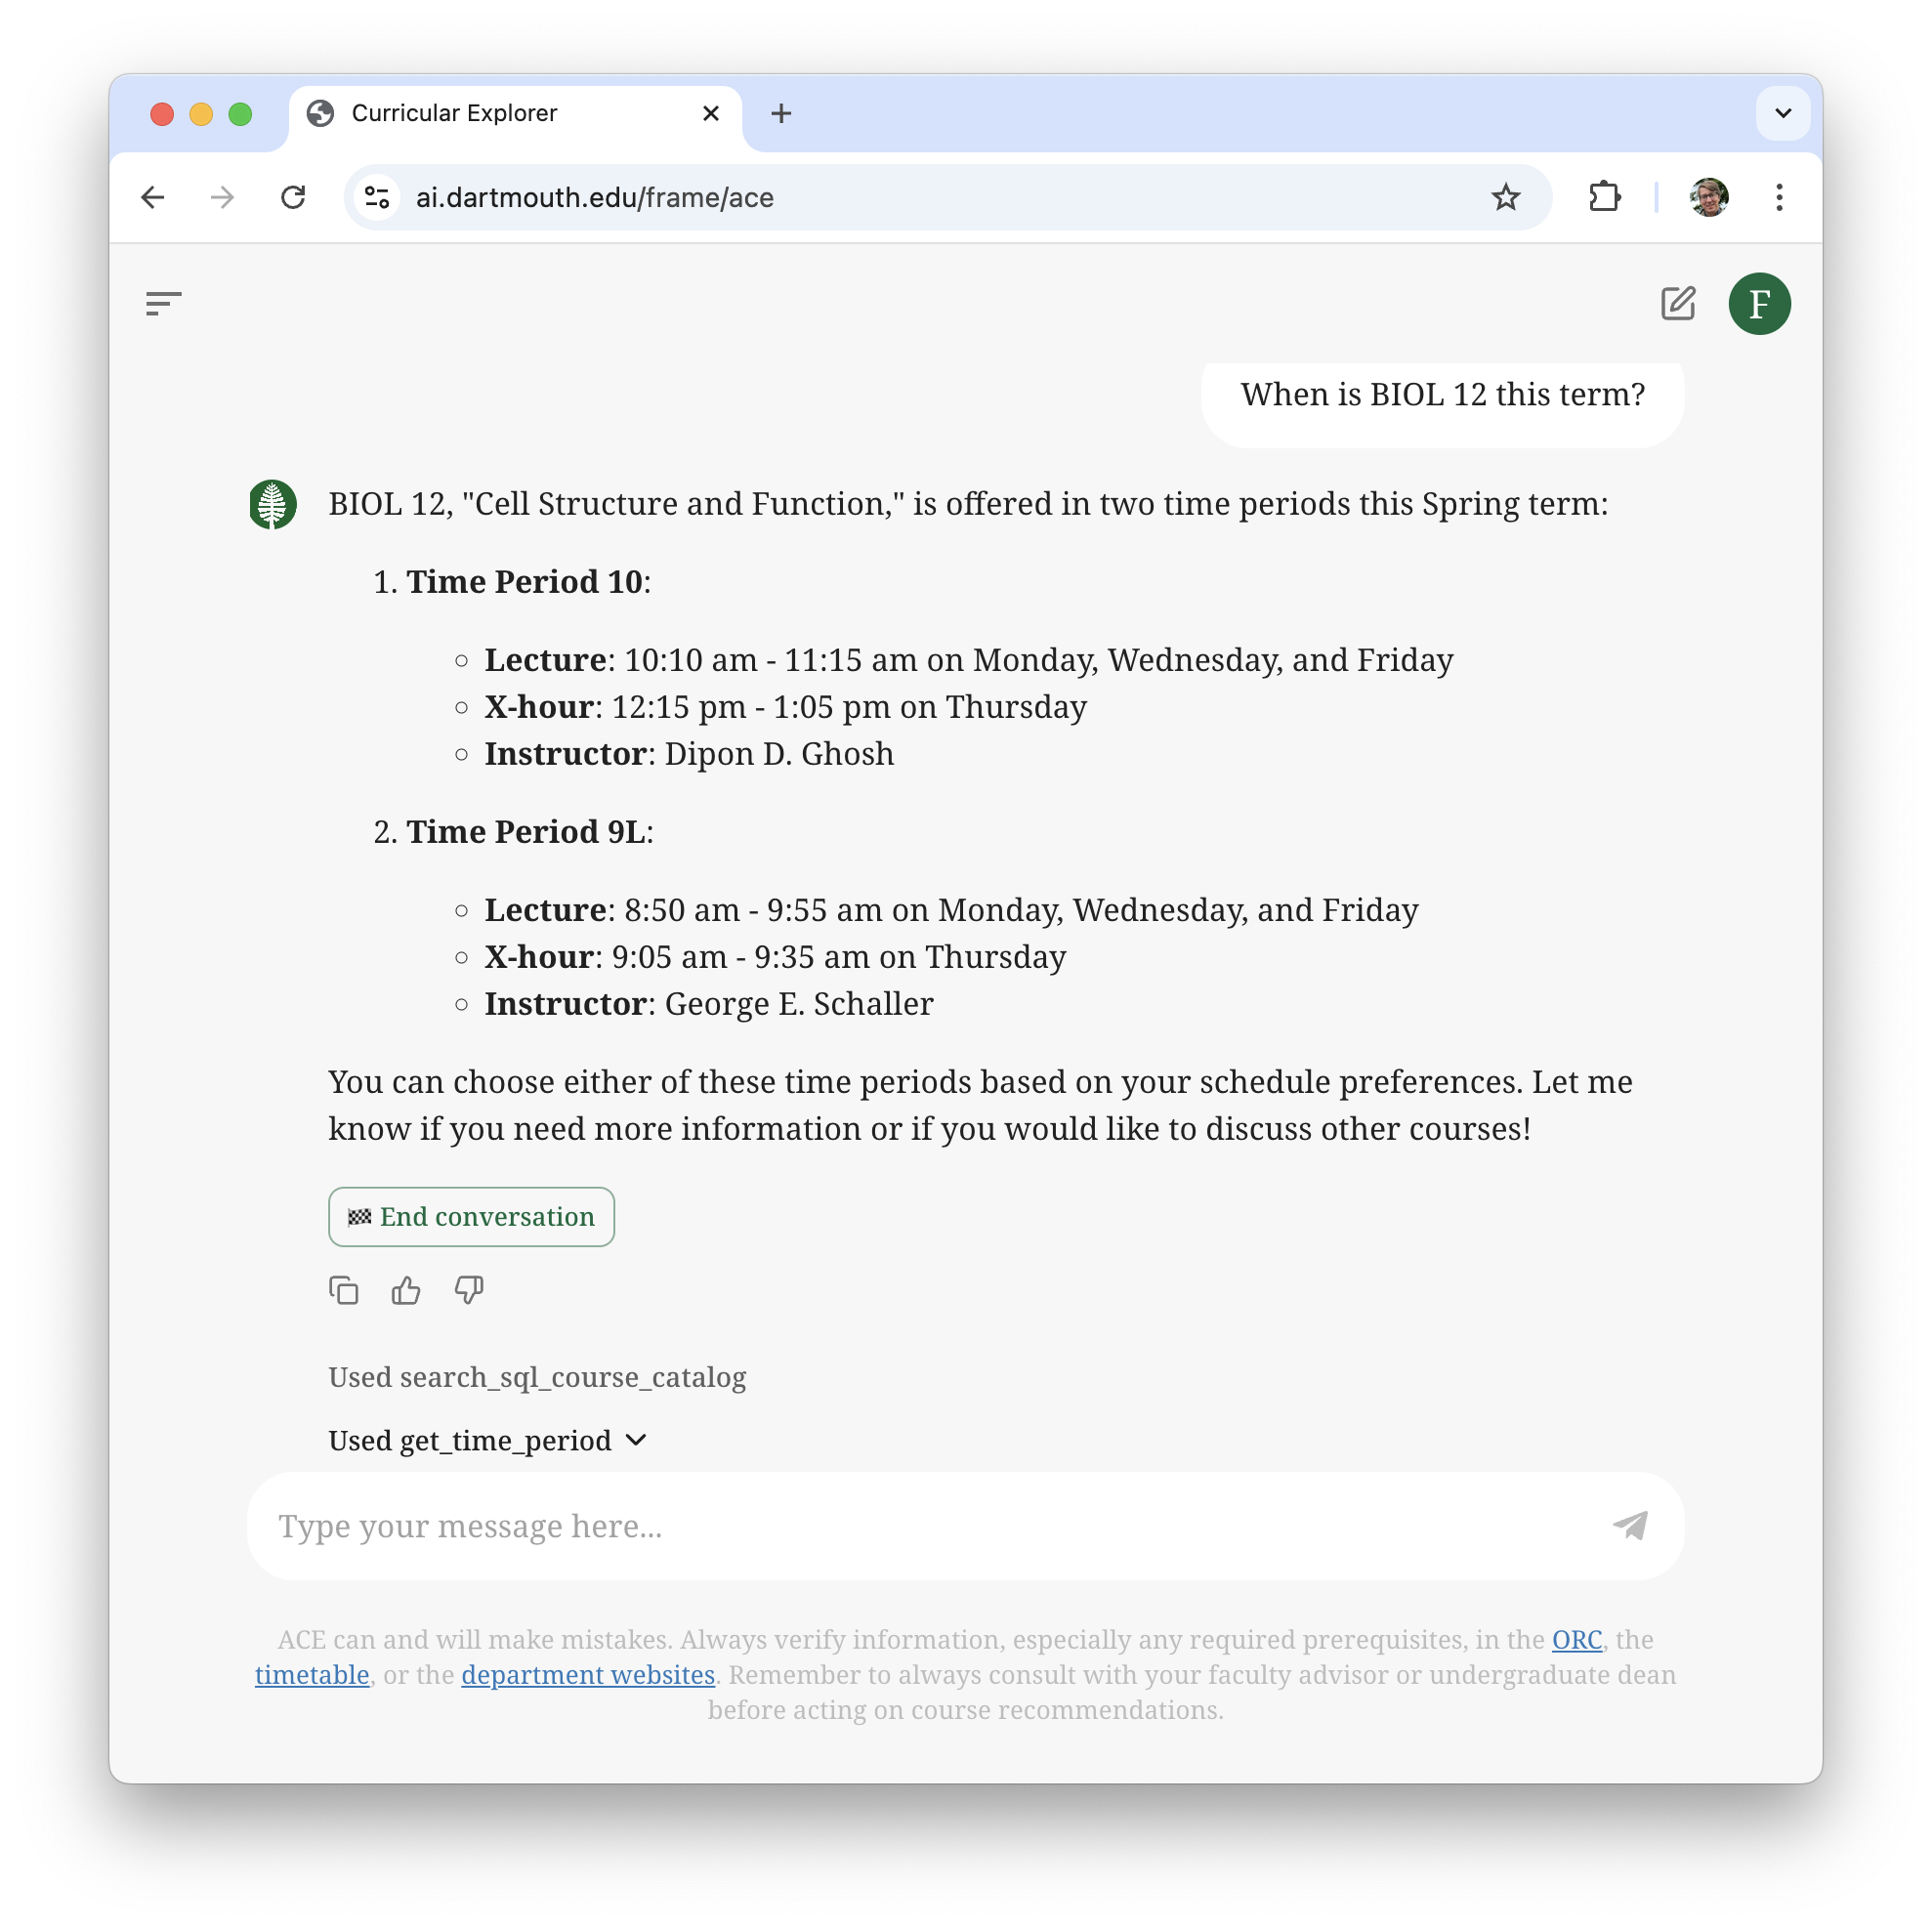 Curricular Explorer
ai.dartmouth.edu/frame/ace
F
When is BIOL 12 this term?
BIOL 12, "Cell Structure and Function," is offered in two time periods this Spring term:
1. Time Period 10:
Lecture: 10:10 am - 11:15 am on Monday, Wednesday, and Friday
X-hour: 12:15 pm - 1:05 pm on Thursday
Instructor: Dipon D. Ghosh
2. Time Period 9L:
Lecture: 8:50 am - 9:55 am on Monday, Wednesday, and Friday
X-hour: 9:05 am - 9:35 am on Thursday
Instructor: George E. Schaller
You can choose either of these time periods based on your schedule preferences. Let me
know if you need more information or if you would like to discuss other courses!
End conversation
Used search_sql_course_catalog
Used get_time_period
Type your message here...
ACE can and will make mistakes. Always verify information, especially any required prerequisites, in the ORC, the
timetable, or the department websites. Remember to always consult with your faculty advisor or undergraduate dean
before acting on course recommendations.